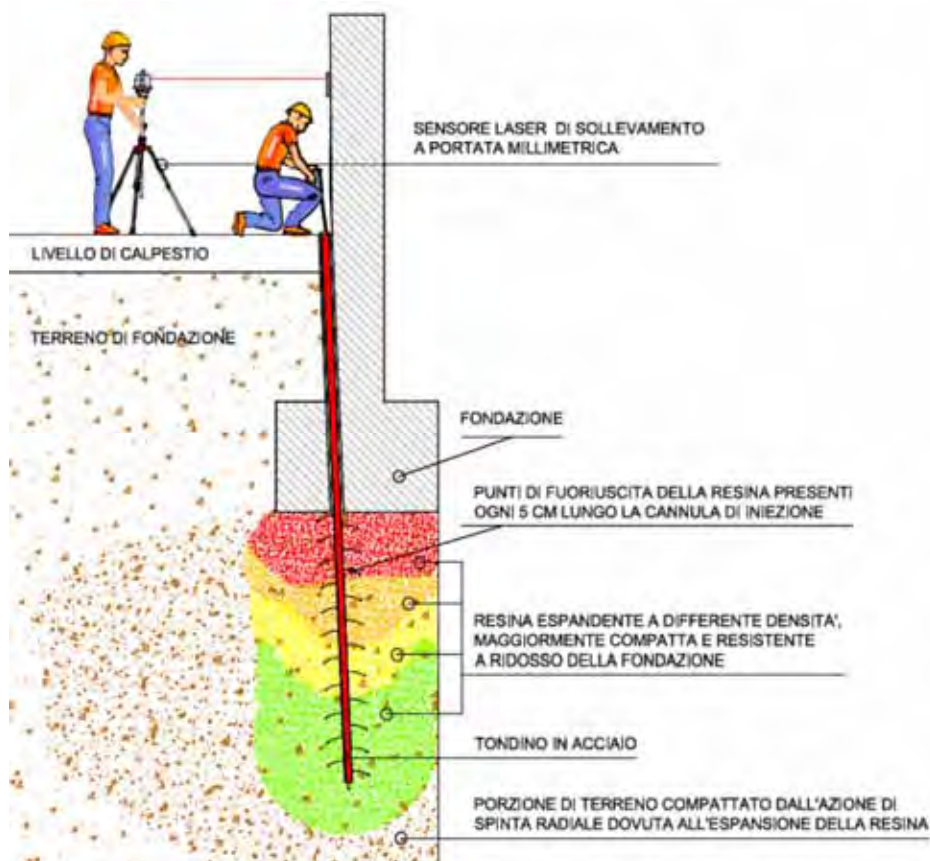 SENSORE LASER DI SOLLEVAMENTO
A PORTATA MILLIMETRICA
LIVELLO DI CALPESTIO
TERRENO DI FONDAZIONE
FONDAZIONE
PUNTI DI FUORIUSCITA DELLA RESINA PRESENTI
OGNI 5 CM LUNGO LA CANNULA DI INIEZIONE
RESINA ESPANDENTE A DIFFERENTE DENSITA',
MAGGIORMENTE COMPATTA E RESISTENTE
A RIDOSSO DELLA FONDAZIONE
TONDINO IN ACCIAIO
PORZIONE DI TERRENO COMPATTATO DALL'AZIONE DI
SPINTA RADIALE DOVUTA ALL'ESPANSIONE DELLA RESINA